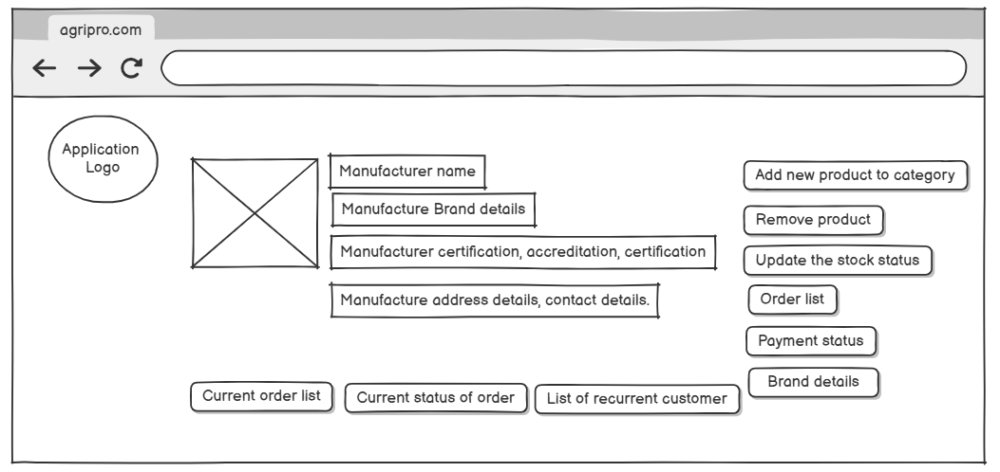 agripro.com
Application
Logo
Manufacturer name
Manufacture Brand details
Manufacturer certification, accreditation, certification
Manufacture address details, contact details.
Add new product to category
Remove product
Update the stock status
Order list
Payment status
Brand details
Current order list
Current status of order
List of recurrent customer